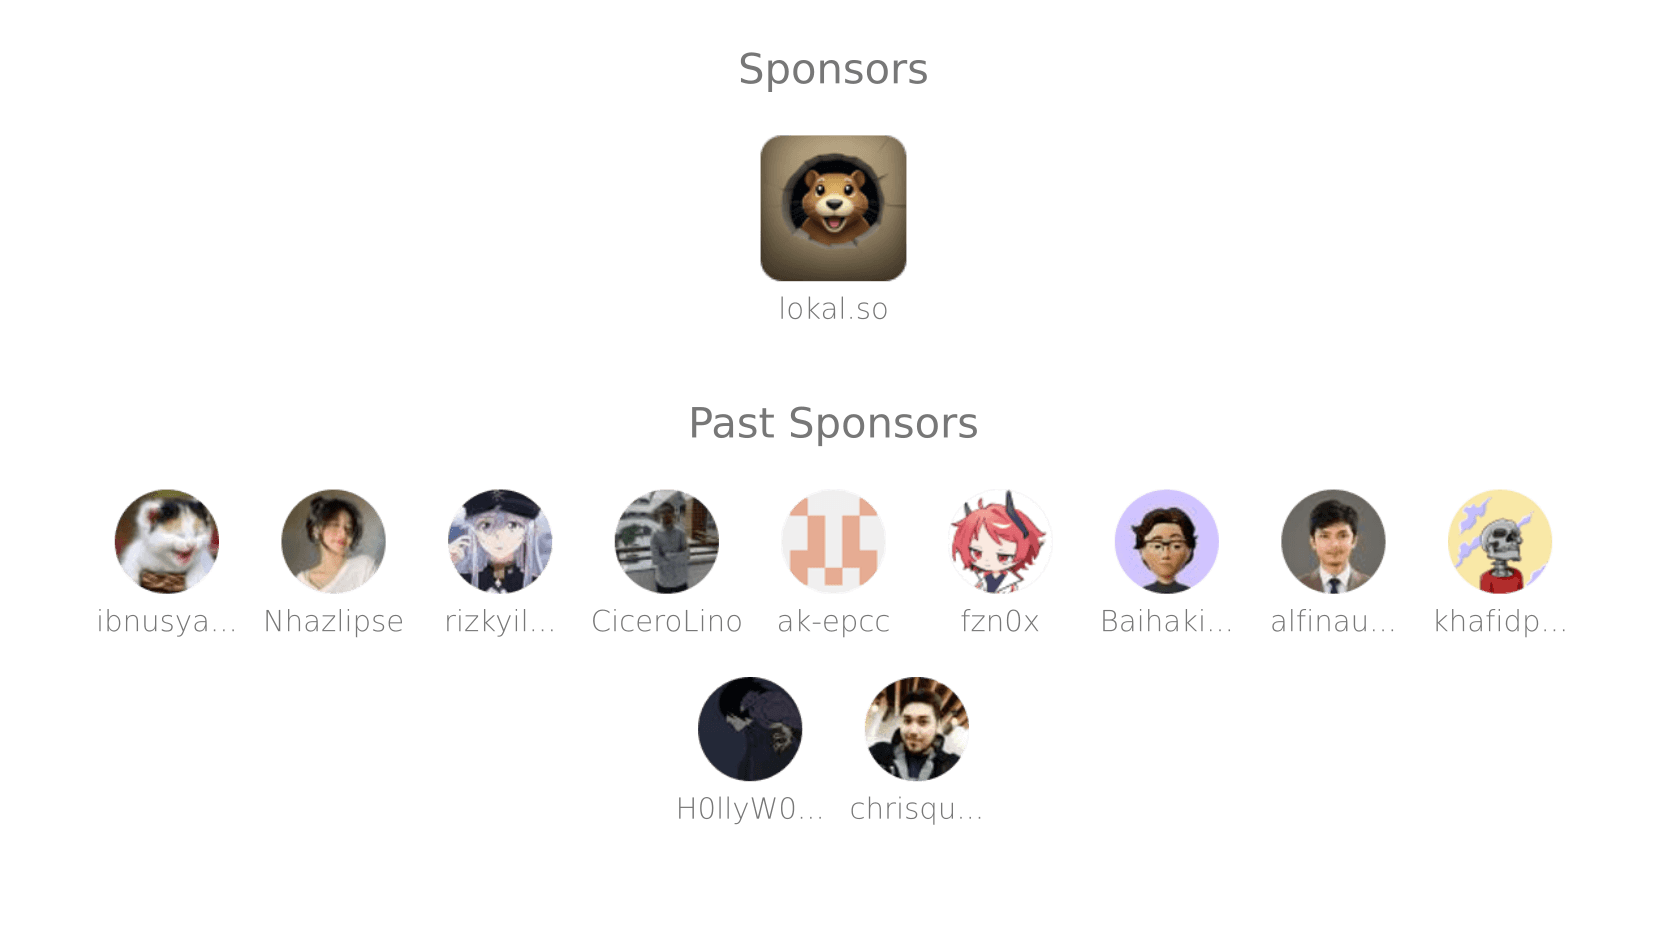 Sponsors
lokal.so
Past Sponsors
ibnusya... Nhazlipse rizkyil... CiceroLino ak-epcc fzn0x Baihaki... alfinau... khafidp...
H0llyW0... chrisqu...